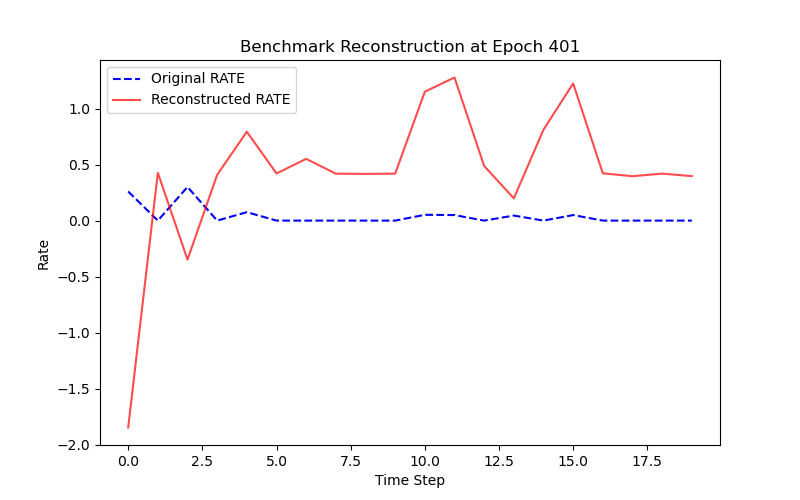 Benchmark Reconstruction at Epoch 401
Original RATE
Reconstructed RATE
1.0
0.5
0.0
−0.5
−1.0
−1.5
−2.0
Rate
0.0 2.5 5.0 7.5 10.0 12.5 15.0 17.5
Time Step